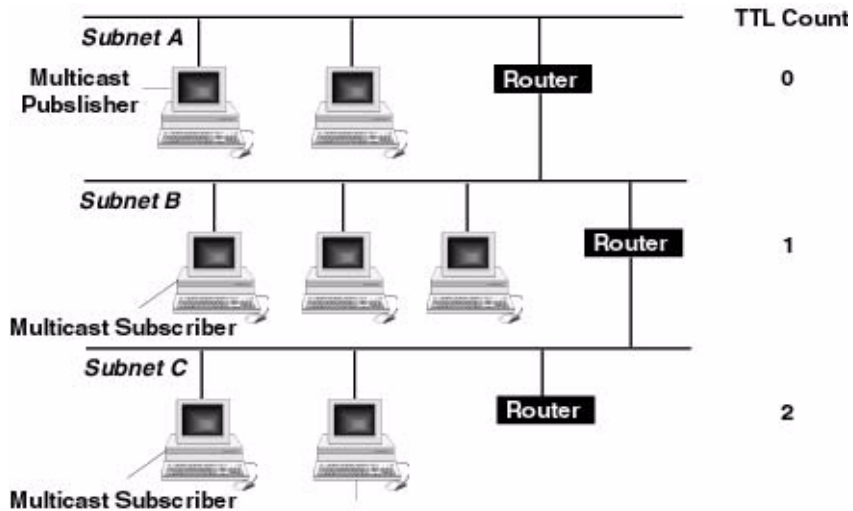 TTL Count
Subnet A
Multicast
Pubslisher
Router
0
Subnet B
Router
1
Multicast Subscriber
Subnet C
Router
2
Multicast Subscriber